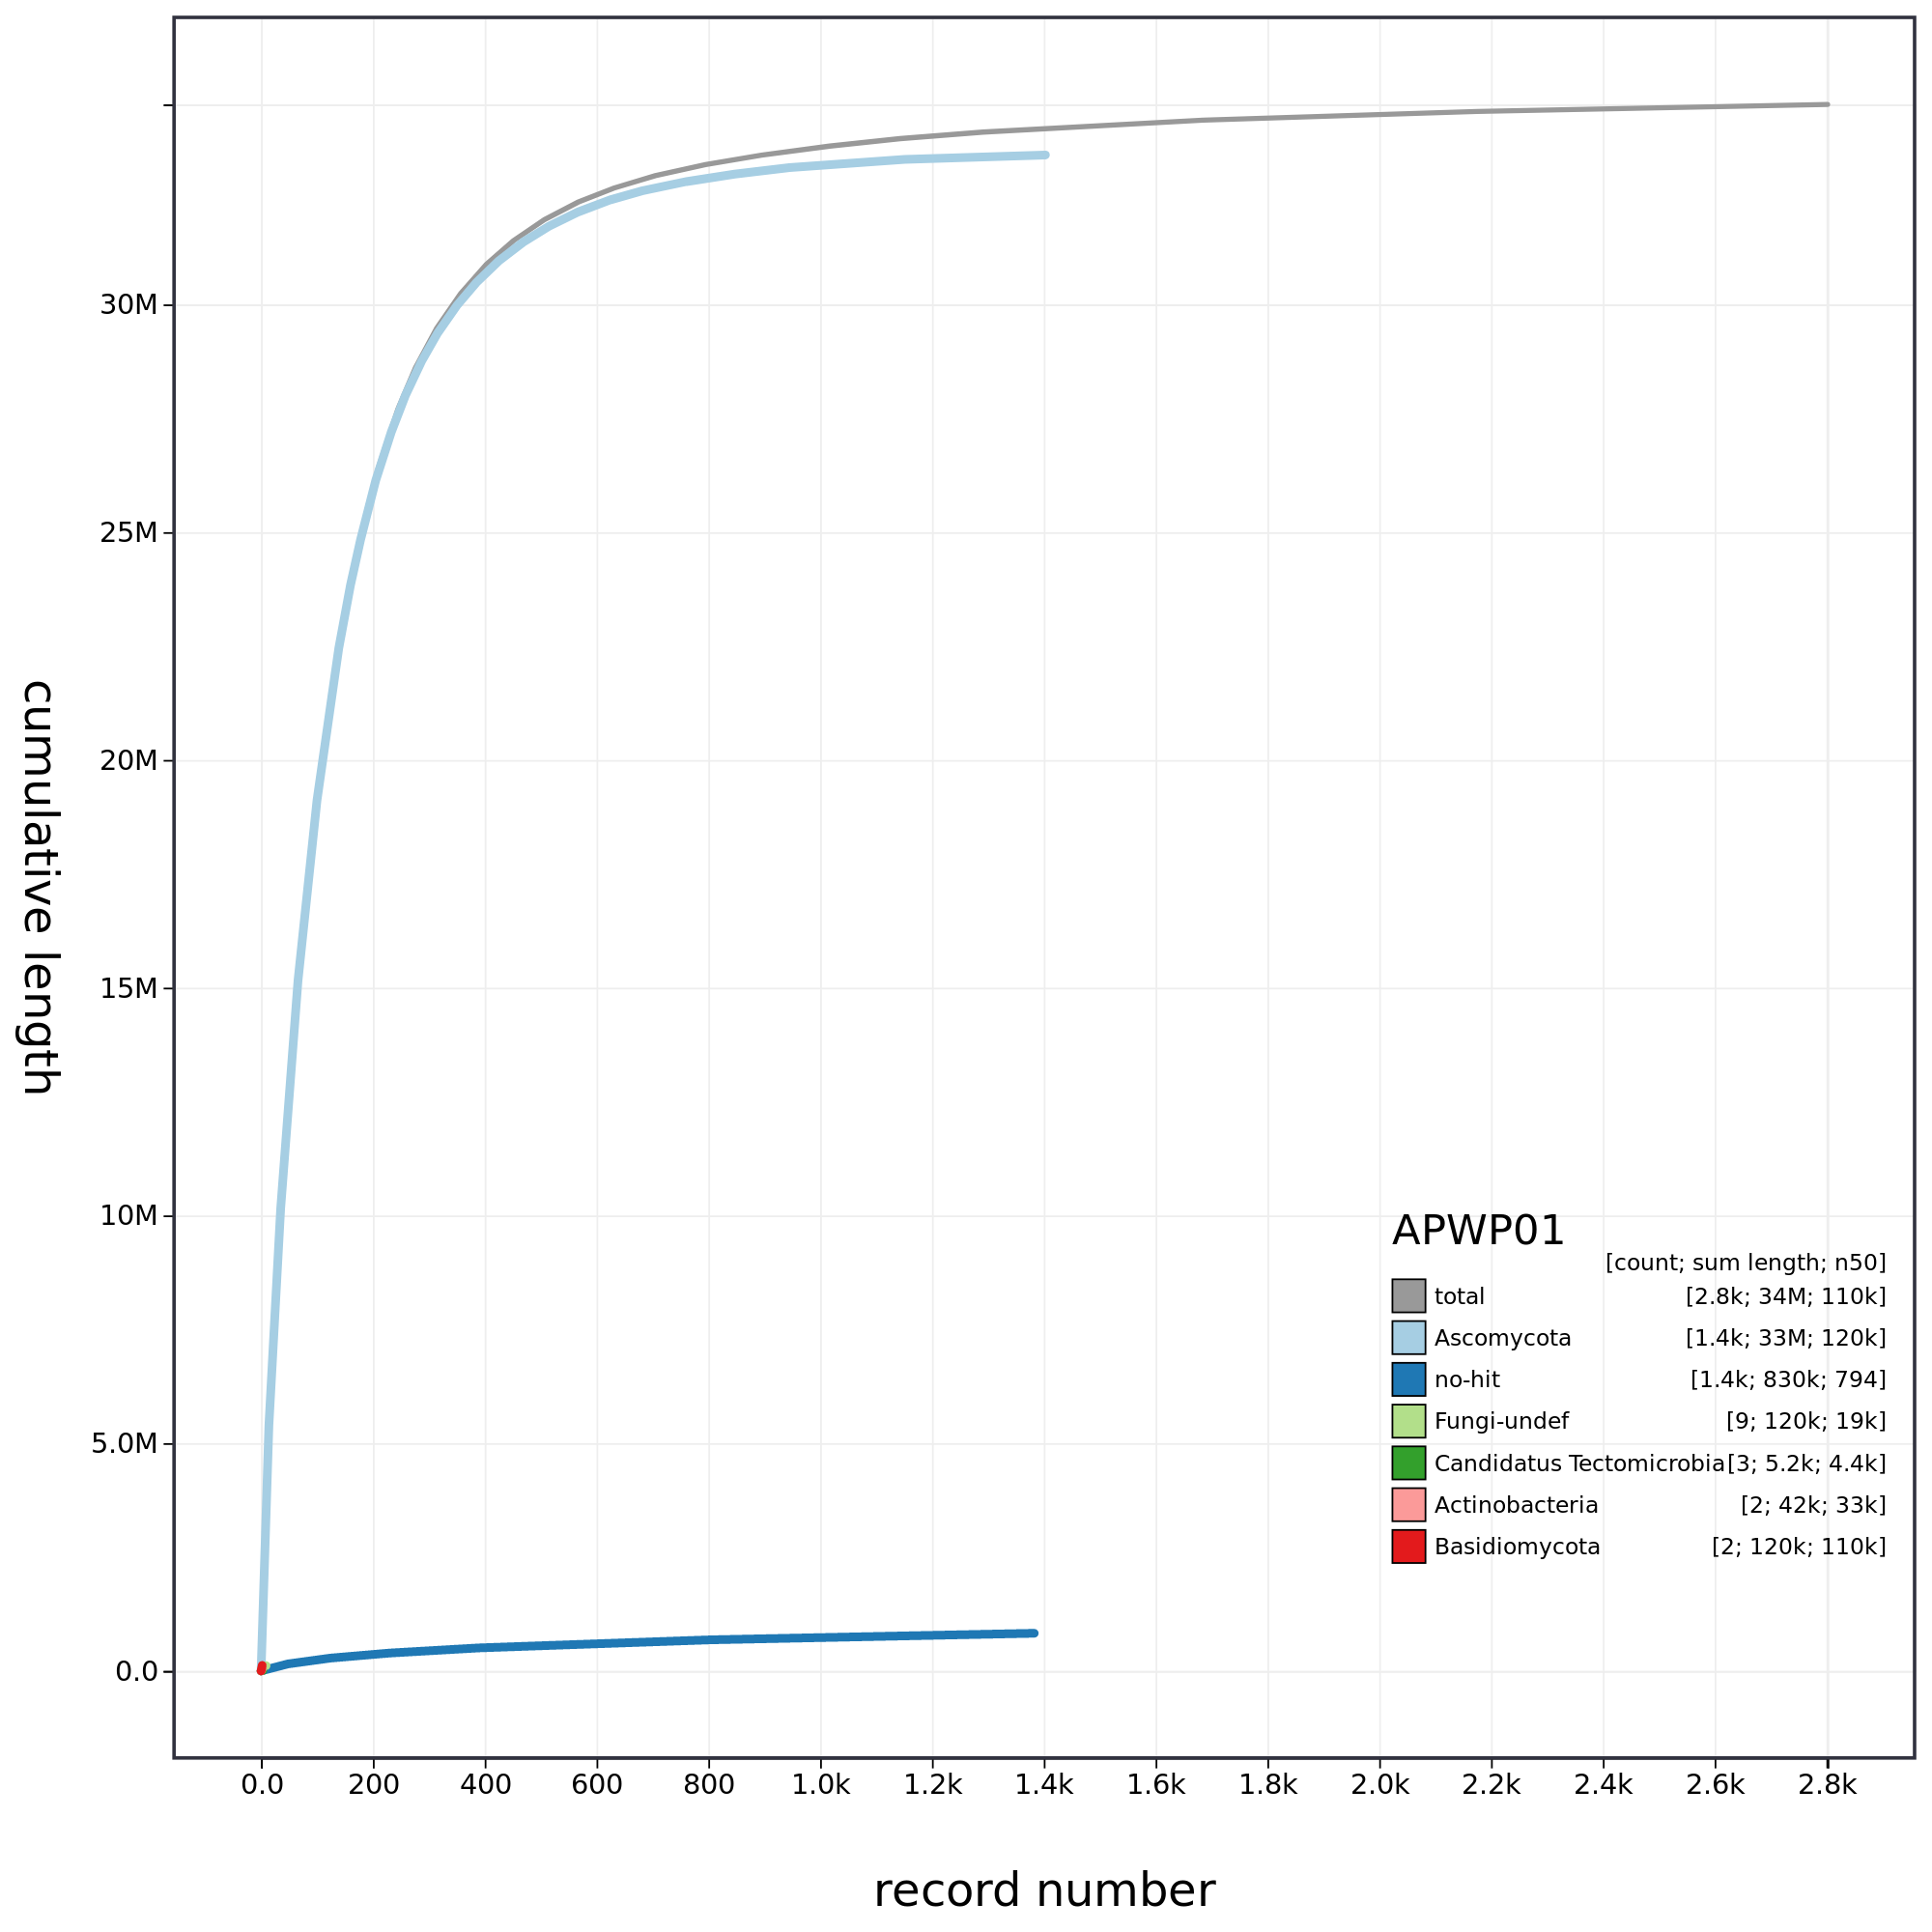 cumulative length
30M
25M
20M
15M
10M
5.0M
0.0
APWP01
[count; sum length; n50]
total [2.8k; 34M; 110k]
Ascomycota [1.4k; 33M; 120k]
no-hit [1.4k; 830k; 794]
Fungi-undef [9; 120k; 19k]
Candidatus Tectomicrobia [3; 5.2k; 4.4k]
Actinobacteria [2; 42k; 33k]
Basidiomycota [2; 120k; 110k]
0.0 200 400 600 800 1.0k 1.2k 1.4k 1.6k 1.8k 2.0k 2.2k 2.4k 2.6k 2.8k
record number